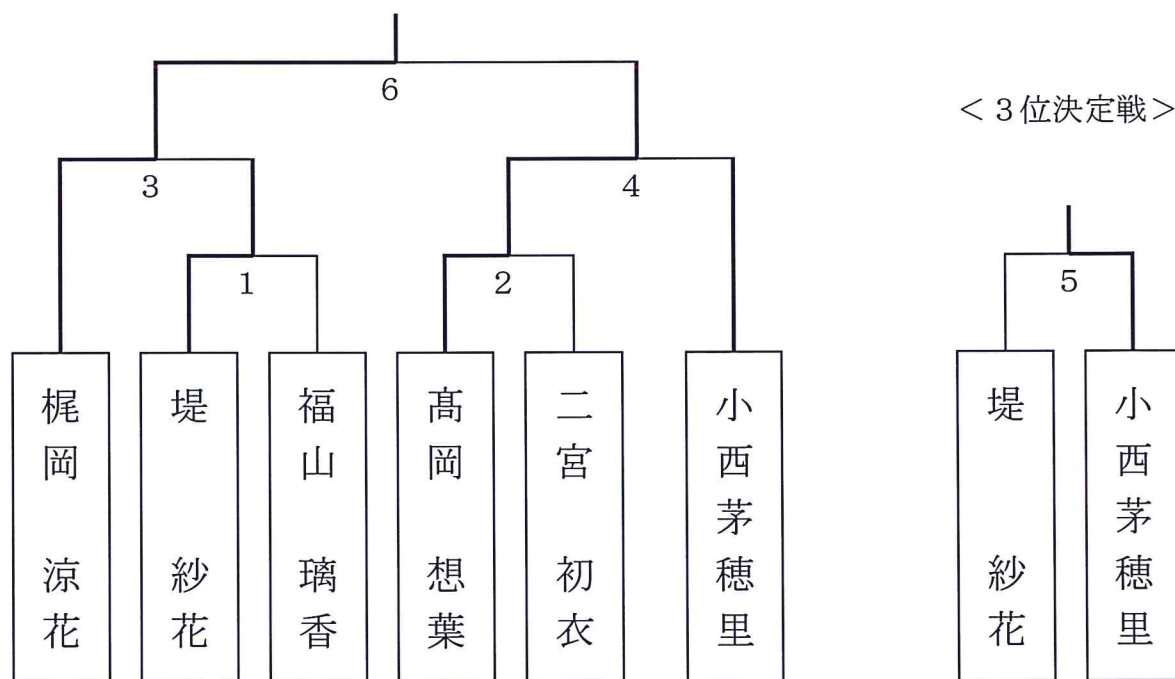 6
<３位決定戦>
3
4
1
2
5
梶岡 涼花
堤 紗花
福山 璃香
髙岡 想葉
二宮 初衣
小西茅穂里
堤 紗花
小西茅穂里